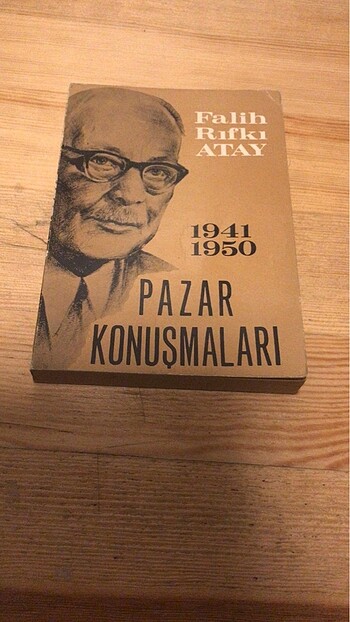 Falih
Rıfkı
ATAY
1941
1950
PAZAR
KONUŞMALARI